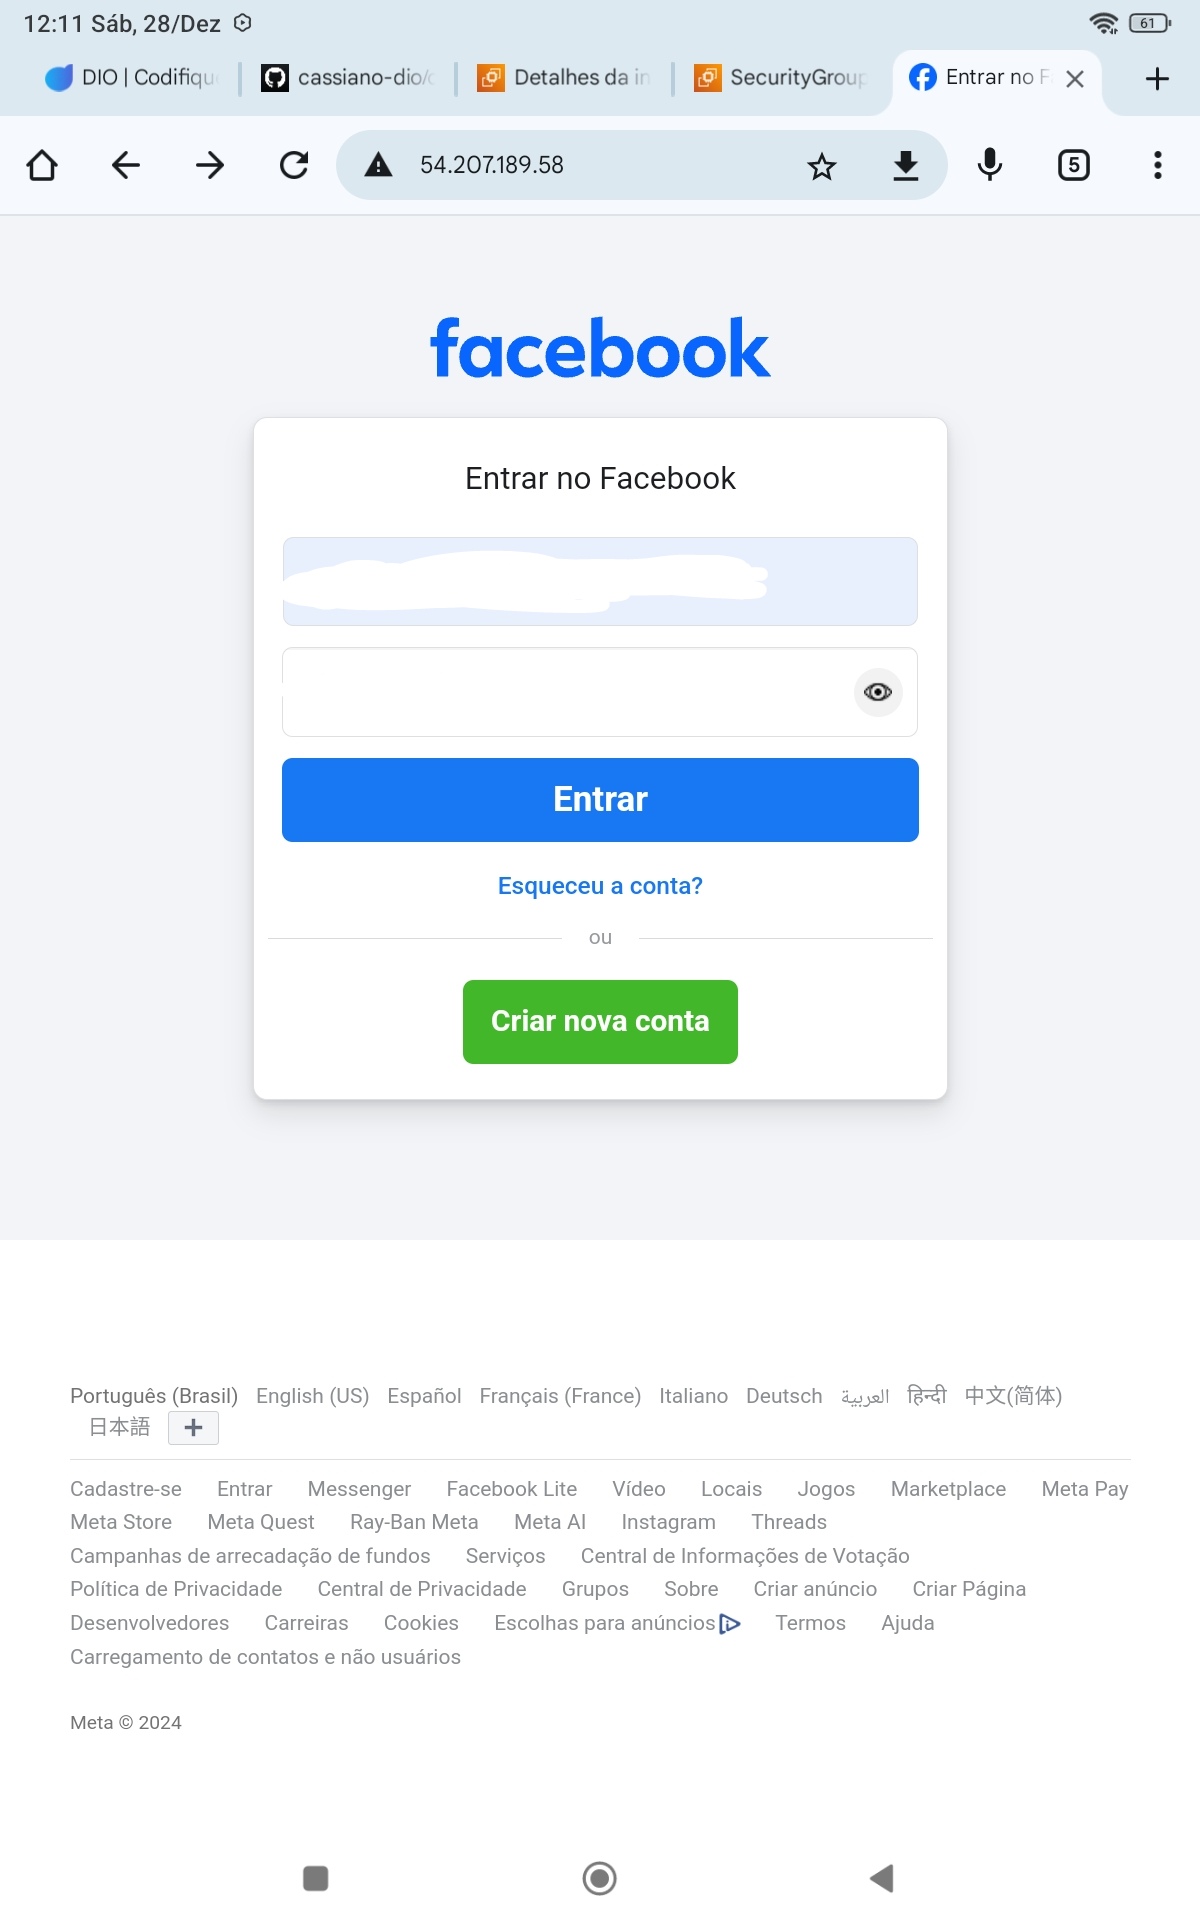 12:11 Sáb, 28/Dez
61
DIO | Codifique
cassiano-dio/c
Detalhes da in
SecurityGroup
Entrar no F
54.207.189.58
5
facebook
Entrar no Facebook
Entrar
Esqueceu a conta?
ou
Criar nova conta
Português (Brasil) English (US) Español Français (France) Italiano Deutsch العربية हिन्दी 中文(简体)
日本語
Cadastre-se Entrar Messenger Facebook Lite Vídeo Locais Jogos Marketplace Meta Pay
Meta Store Meta Quest Ray-Ban Meta Meta AI Instagram Threads
Campanhas de arrecadação de fundos Serviços Central de Informações de Votação
Política de Privacidade Central de Privacidade Grupos Sobre Criar anúncio Criar Página
Desenvolvedores Carreiras Cookies Escolhas para anúncios Termos Ajuda
Carregamento de contatos e não usuários
Meta © 2024